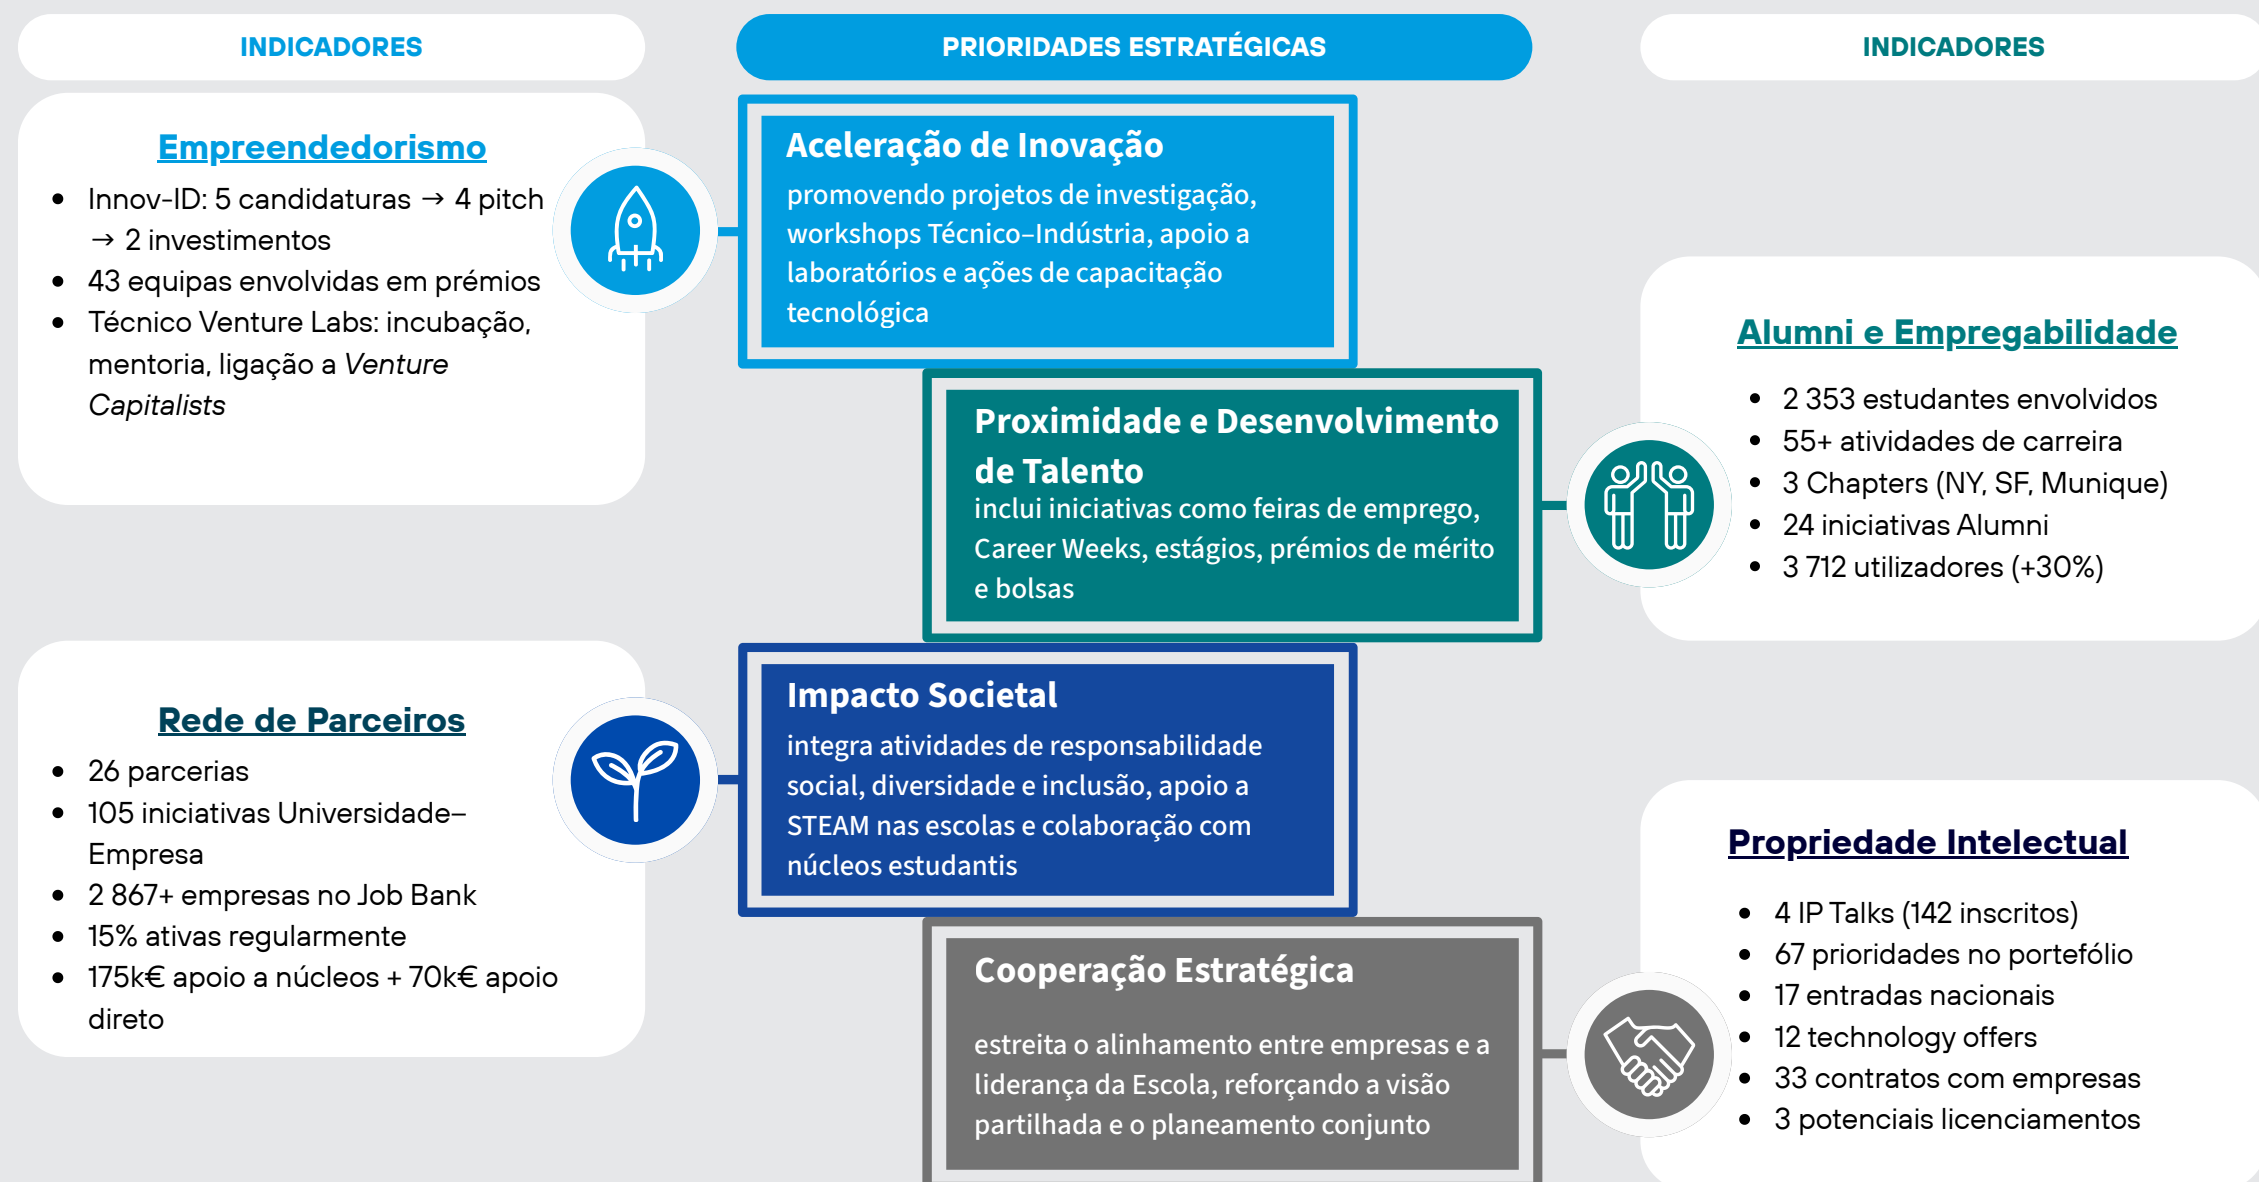 INDICADORES
PRIORIDADES ESTRATÉGICAS
INDICADORES
Empreendedorismo
• Innov-ID: 5 candidaturas → 4 pitch
→ 2 investimentos
• 43 equipas envolvidas em prémios
• Técnico Venture Labs: incubação,
mentoria, ligação a Venture
Capitalists
Aceleração de Inovação
promovendo projetos de investigação,
workshops Técnico–Indústria, apoio a
laboratórios e ações de capacitação
tecnológica
Proximidade e Desenvolvimento
de Talento
inclui iniciativas como feiras de emprego,
Career Weeks, estágios, prémios de mérito
e bolsas
Alumni e Empregabilidade
• 2 353 estudantes envolvidos
• 55+ atividades de carreira
• 3 Chapters (NY, SF, Munique)
• 24 iniciativas Alumni
• 3 712 utilizadores (+30%)
Rede de Parceiros
• 26 parcerias
• 105 iniciativas Universidade–
Empresa
• 2 867+ empresas no Job Bank
• 15% ativas regularmente
• 175k€ apoio a núcleos + 70k€ apoio
direto
Impacto Societal
integra atividades de responsabilidade
social, diversidade e inclusão, apoio a
STEAM nas escolas e colaboração com
núcleos estudantis
Cooperação Estratégica
estreita o alinhamento entre empresas e a
liderança da Escola, reforçando a visão
partilhada e o planeamento conjunto
Propriedade Intelectual
• 4 IP Talks (142 inscritos)
• 67 prioridades no portefólio
• 17 entradas nacionais
• 12 technology offers
• 33 contratos com empresas
• 3 potenciais licenciamentos